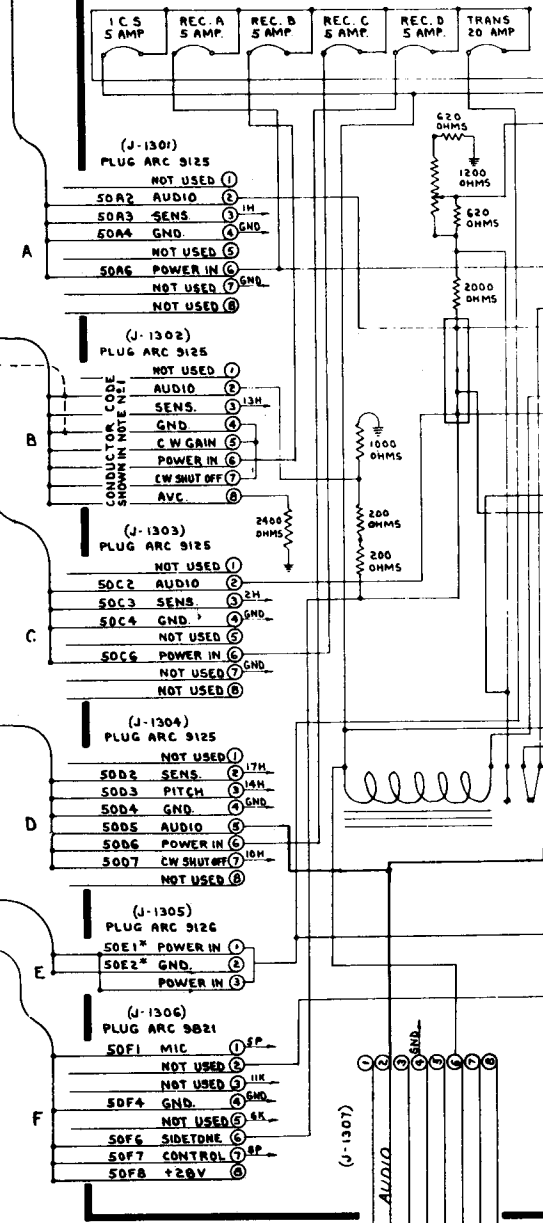 I C S REC. A REC. B REC. C REC. D TRANS
5 AMP 5 AMP. 5 AMP. 5 AMP. 5 AMP. 20 AMP
620
OHMS
1200
OHMS
620
OHMS
2000
OHMS
A
(J-1301)
PLUG ARC 9125
NOT USED 1
50A2 AUDIO 2
50A3 SENS. 3 1H
50A4 GND. 4 GND
NOT USED 5
50A6 POWER IN 6
NOT USED 7 GND
NOT USED 8
B
(J-1302)
PLUG ARC 9125
CONDUCTOR CODE
SHOWN IN NOTE No1
NOT USED 1
AUDIO 2
SENS. 3 13H
GND. 4
CW GAIN 5
POWER IN 6
CW SHUT OFF 7
AVC. 8
1000
OHMS
2400
OHMS
200
OHMS
200
OHMS
C
(J-1303)
PLUG ARC 9125
NOT USED 1
50C2 AUDIO 2
50C3 SENS. 3 2H
50C4 GND. 4 GND
NOT USED 5
50C6 POWER IN 6
NOT USED 7 GND
NOT USED 8
D
(J-1304)
PLUG ARC 9125
NOT USED 1
50D2 SENS. 2 17H
50D3 PITCH 3 14H
50D4 GND. 4 GND
50D5 AUDIO 5
50D6 POWER IN 6
50D7 CW SHUT OFF 7 10H
NOT USED 8
E
(J-1305)
PLUG ARC 9126
50E1* POWER IN 1
50E2* GND. 2
POWER IN 3
F
(J-1306)
PLUG ARC 9821
50F1 MIC 1 5P
NOT USED 2
NOT USED 3 11K
50F4 GND. 4 GND
NOT USED 5 6K
50F6 SIDETONE 6
50F7 CONTROL 7 8P
50F8 +28V 8
GND
1 2 3 4 5 6 7 8
(J-1307)
AUDIO